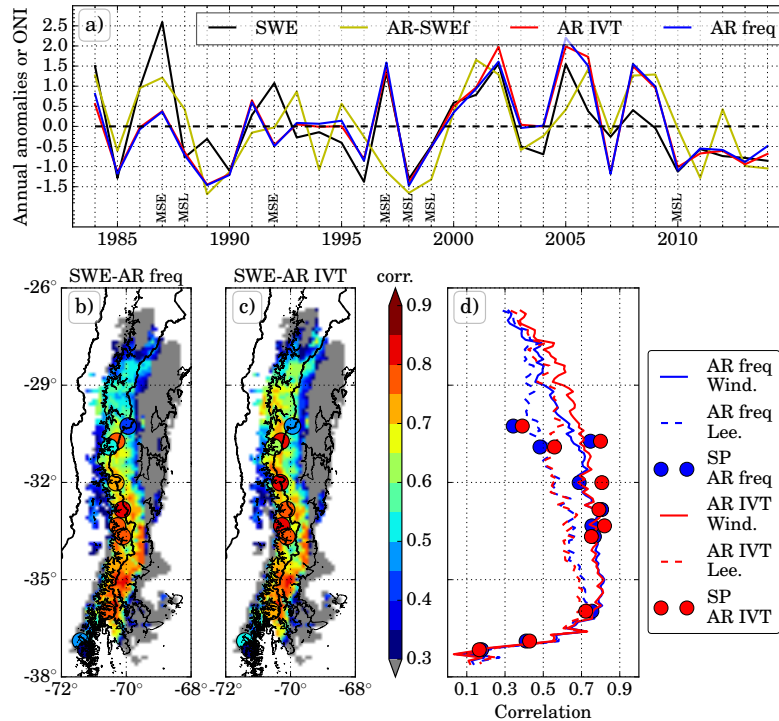 a)
SWE
AR-SWEf
AR IVT
AR freq
Annual anomalies or ONI
2.5
2.0
1.5
1.0
0.5
0.0
-0.5
-1.0
-1.5
MSE
MSL
MSE
MSE
MSL
MSL
MSL
1985
1990
1995
2000
2005
2010
SWE-AR freq
SWE-AR IVT
corr.
b)
c)
d)
-26°
-29°
-32°
-35°
-38°
-72°
-70°
-68°
-72°
-70°
-68°
0.9
0.8
0.7
0.6
0.5
0.4
0.3
0.1
0.3
0.5
0.7
0.9
Correlation
AR freq
Wind.
AR freq
Lee.
SP
AR freq
AR IVT
Wind.
AR IVT
Lee.
SP
AR IVT